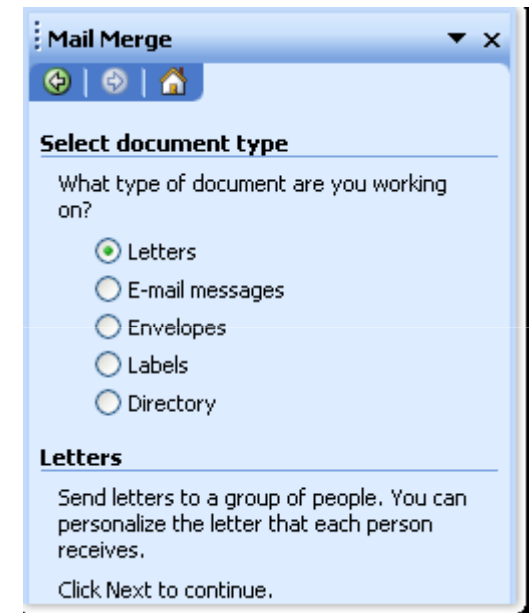 Mail Merge
Select document type
What type of document are you working
on?
Letters
E-mail messages
Envelopes
Labels
Directory
Letters
Send letters to a group of people. You can
personalize the letter that each person
receives.
Click Next to continue.